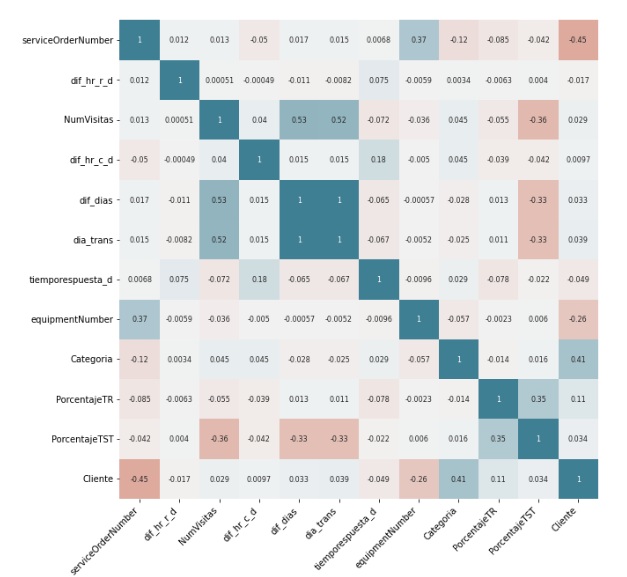 serviceOrderNumber 1 0.012 0.013 -0.05 0.017 0.015 0.0068 0.37 -0.12 -0.085 -0.042 -0.45
dif_hr_r_d 0.012 1 0.00051 -0.00049 -0.011 -0.0082 0.075 -0.0059 0.0034 -0.0063 0.004 -0.017
NumVisitas 0.013 0.00051 1 0.04 0.53 0.52 -0.072 -0.036 0.045 -0.055 -0.36 0.029
dif_hr_c_d -0.05 -0.00049 0.04 1 0.015 0.015 0.18 -0.005 0.045 -0.039 -0.042 0.0097
dif_dias 0.017 -0.011 0.53 0.015 1 1 -0.065 -0.00057 -0.028 0.013 -0.33 0.033
dia_trans 0.015 -0.0082 0.52 0.015 1 1 -0.067 -0.0052 -0.025 0.011 -0.33 0.039
tiemporespuesta_d 0.0068 0.075 -0.072 0.18 -0.065 -0.067 1 -0.0096 0.029 -0.078 -0.022 -0.049
equipmentNumber 0.37 -0.0059 -0.036 -0.005 -0.00057 -0.0052 -0.0096 1 -0.057 -0.0023 0.006 -0.26
Categoria -0.12 0.0034 0.045 0.045 -0.028 -0.025 0.029 -0.057 1 -0.014 0.016 0.41
PorcentajeTR -0.085 -0.0063 -0.055 -0.039 0.013 0.011 -0.078 -0.0023 -0.014 1 0.35 0.11
PorcentajeTST -0.042 0.004 -0.36 -0.042 -0.33 -0.33 -0.022 0.006 0.016 0.35 1 0.034
Cliente -0.45 -0.017 0.029 0.0097 0.033 0.039 -0.049 -0.26 0.41 0.11 0.034 1
serviceOrderNumber dif_hr_r_d NumVisitas dif_hr_c_d dif_dias dia_trans tiemporespuesta_d equipmentNumber Categoria PorcentajeTR PorcentajeTST Cliente